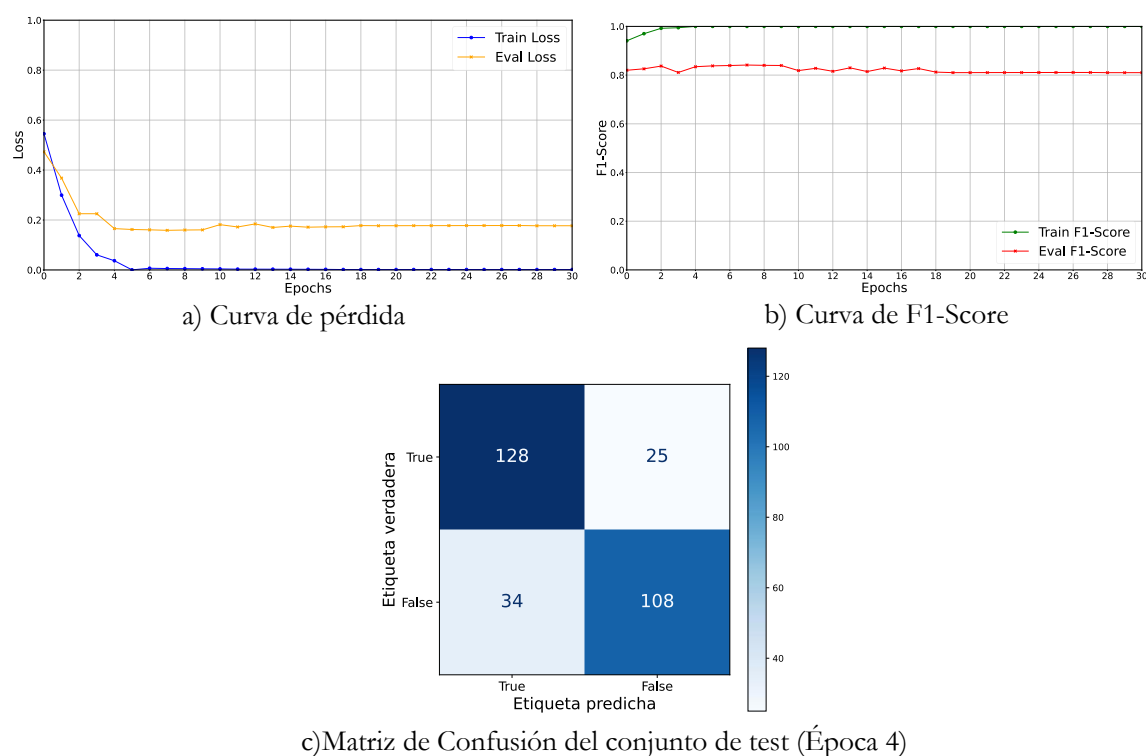 1.0
0.8
0.6
0.4
0.2
0.0
Loss
Train Loss
Eval Loss
0 1 2 4 6 8 10 12 14 16 18 20 22 24 26 28 30
Epochs
a) Curva de pérdida
1.0
0.8
0.6
0.4
0.2
0.0
F1-Score
Train F1-Score
Eval F1-Score
0 2 4 6 8 10 12 14 16 18 20 22 24 26 28 30
Epochs
b) Curva de F1-Score
Etiqueta verdadera
True
False
128 25
34 108
True False
Etiqueta predicha
120
100
80
60
40
c)Matriz de Confusión del conjunto de test (Época 4)